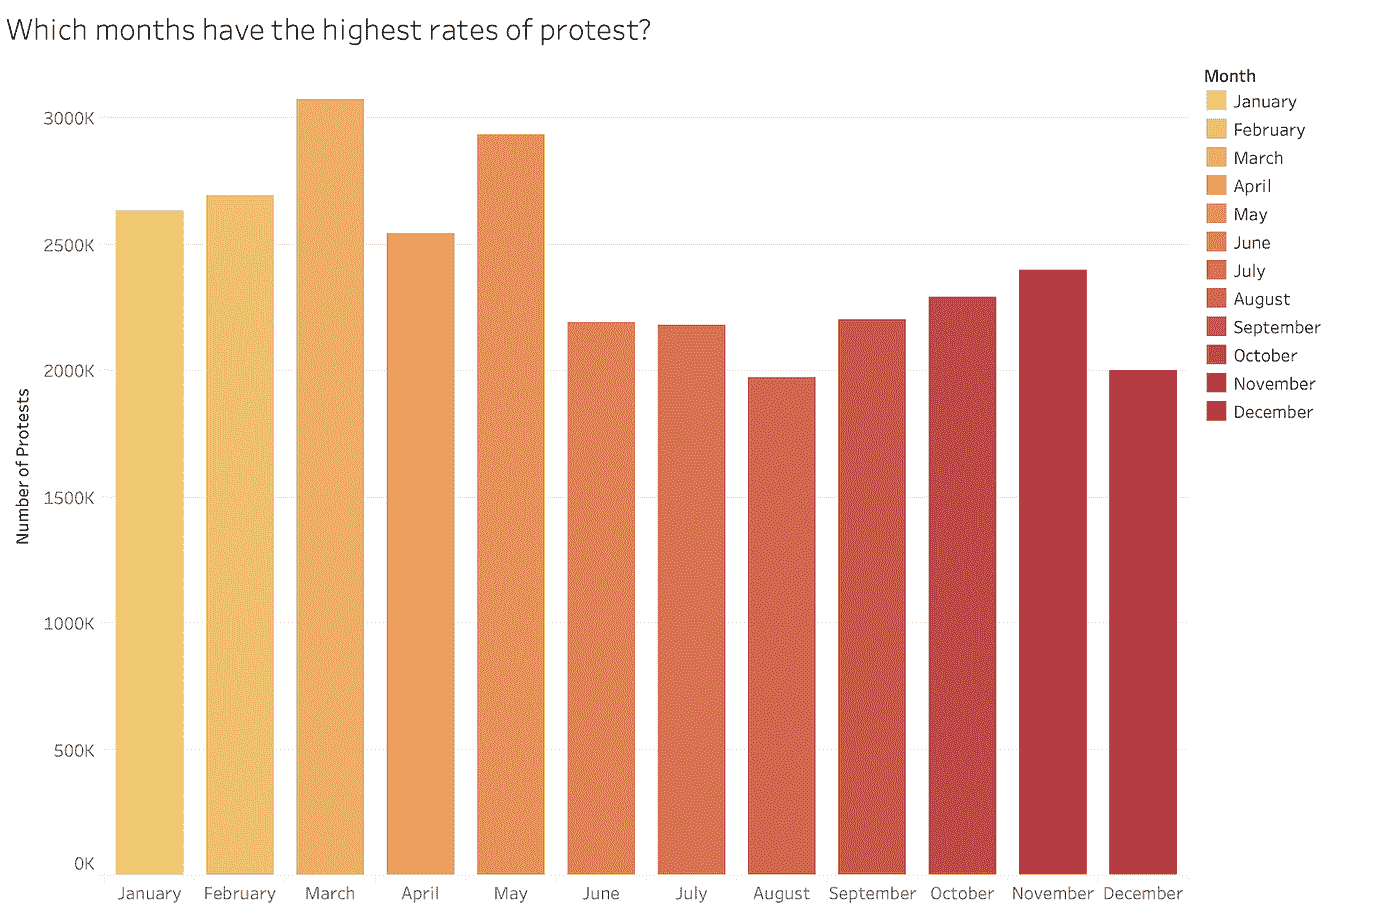 Which months have the highest rates of protest?
Month
January
February
March
April
May
June
July
August
September
October
November
December
Number of Protests
3000K
2500K
2000K
1500K
1000K
500K
0K
January February March April May June July August September October November December